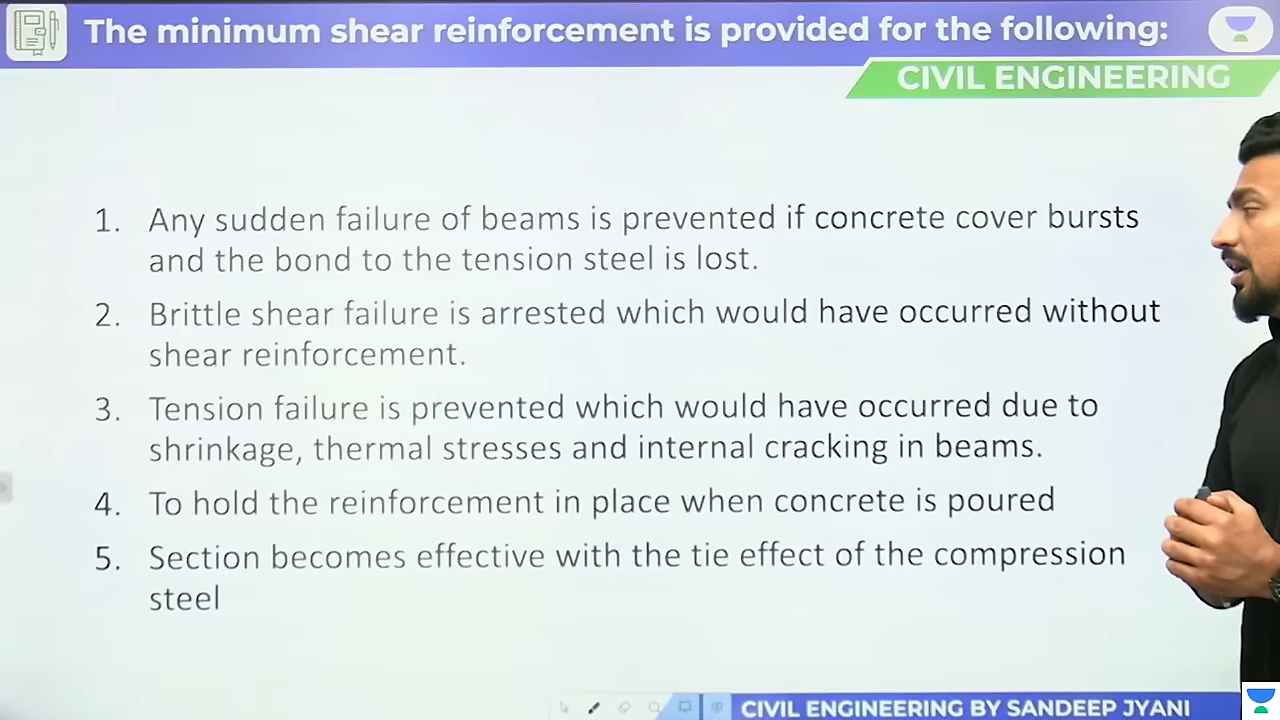 The minimum shear reinforcement is provided for the following:
CIVIL ENGINEERING
1. Any sudden failure of beams is prevented if concrete cover bursts
and the bond to the tension steel is lost.
2. Brittle shear failure is arrested which would have occurred without
shear reinforcement.
3. Tension failure is prevented which would have occurred due to
shrinkage, thermal stresses and internal cracking in beams.
4. To hold the reinforcement in place when concrete is poured
5. Section becomes effective with the tie effect of the compression
steel
CIVIL ENGINEERING BY SANDEEP JYANI